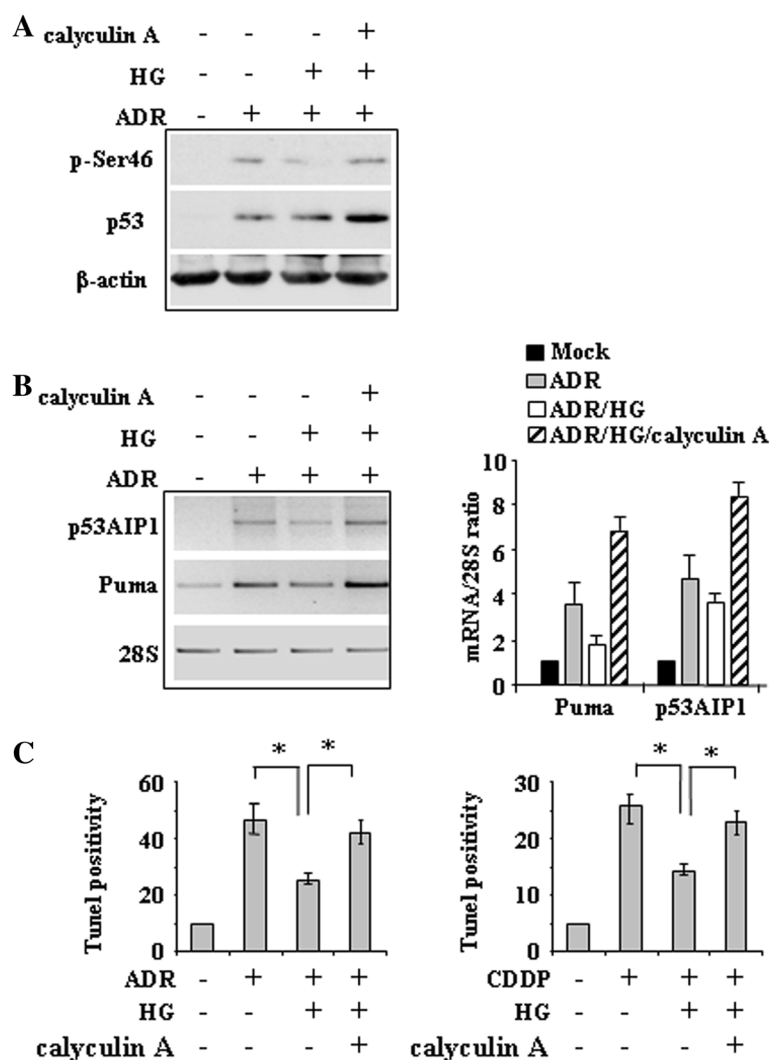 A
calyculin A - - - +
HG - - + +
ADR - + + +
p-Ser46
p53
β-actin
B
calyculin A - - - +
HG - - + +
ADR - + + +
p53AIP1
Puma
28S
Mock
ADR
ADR/HG
ADR/HG/calyculin A
mRNA/28S ratio
10
8
6
4
2
0
Puma p53AIP1
C
* *
Tunel positivity
60
40
20
0
ADR - + + +
HG - - + +
calyculin A - - - +
* *
Tunel positivity
30
20
10
0
CDDP - + + +
HG - - + +
calyculin A - - - +